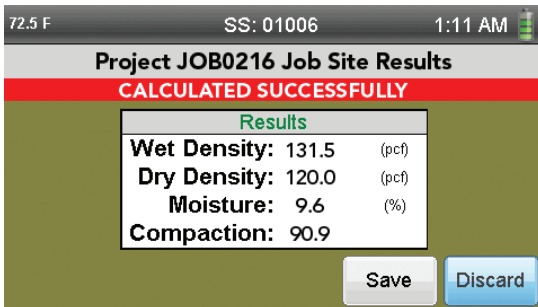 72.5 F SS: 01006 1:11 AM
Project JOB0216 Job Site Results
CALCULATED SUCCESSFULLY
Results
Wet Density: 131.5 (pcf)
Dry Density: 120.0 (pcf)
Moisture: 9.6 (%)
Compaction: 90.9
Save Discard